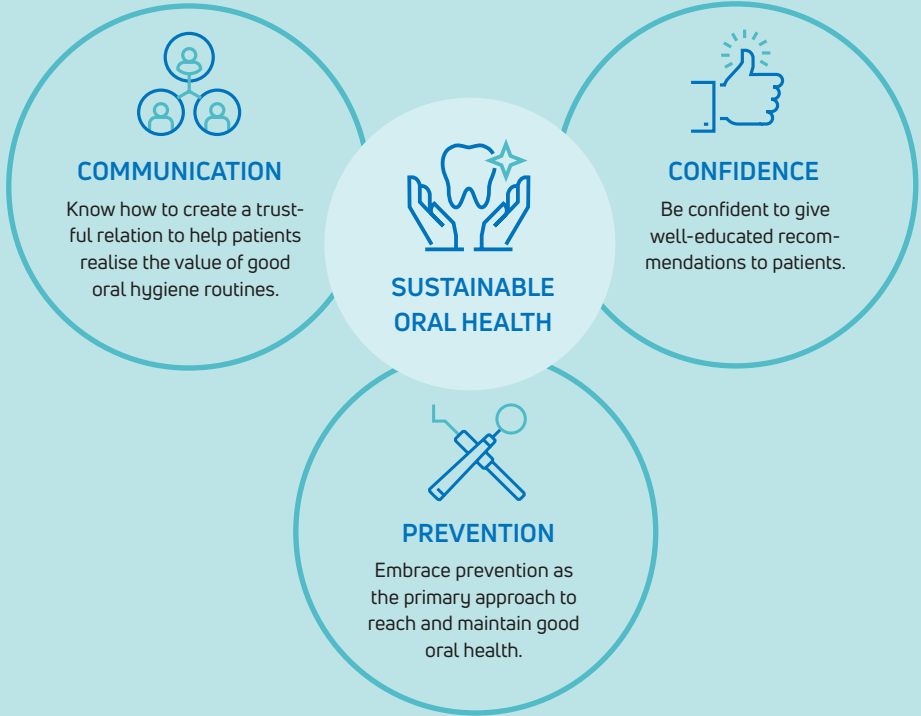 COMMUNICATION
Know how to create a trust-
ful relation to help patients
realise the value of good
oral hygiene routines.
SUSTAINABLE
ORAL HEALTH
CONFIDENCE
Be confident to give
well-educated recom-
mendations to patients.
PREVENTION
Embrace prevention as
the primary approach to
reach and maintain good
oral health.